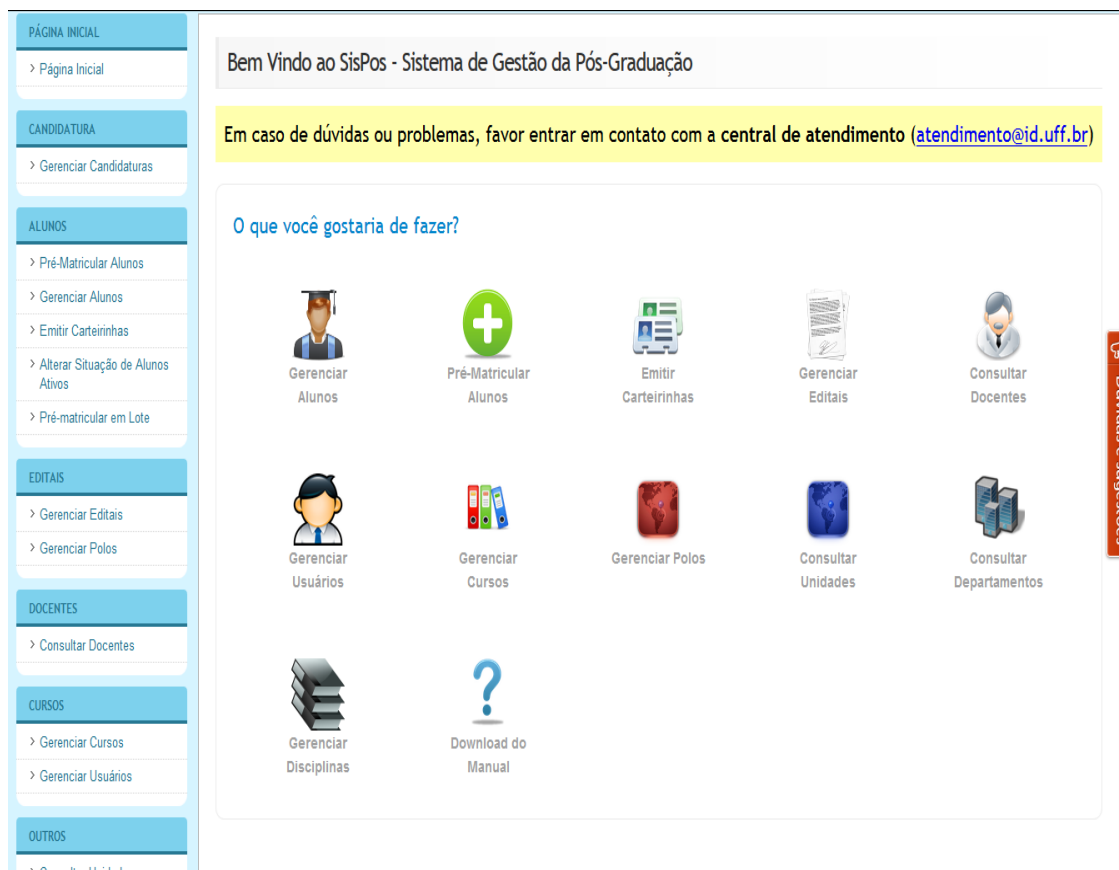 PÁGINA INICIAL
> Página Inicial
CANDIDATURA
> Gerenciar Candidaturas
ALUNOS
> Pré-Matricular Alunos
> Gerenciar Alunos
> Emitir Carteirinhas
> Alterar Situação de Alunos
Ativos
> Pré-matricular em Lote
EDITAIS
> Gerenciar Editais
> Gerenciar Polos
DOCENTES
> Consultar Docentes
CURSOS
> Gerenciar Cursos
> Gerenciar Usuários
OUTROS
Bem Vindo ao SisPos - Sistema de Gestão da Pós-Graduação
Em caso de dúvidas ou problemas, favor entrar em contato com a central de atendimento (atendimento@id.uff.br)
O que você gostaria de fazer?
Gerenciar
Alunos
Pré-Matricular
Alunos
Emitir
Carteirinhas
Gerenciar
Editais
Consultar
Docentes
Gerenciar
Usuários
Gerenciar
Cursos
Gerenciar Polos
Consultar
Unidades
Consultar
Departamentos
Gerenciar
Disciplinas
Download do
Manual